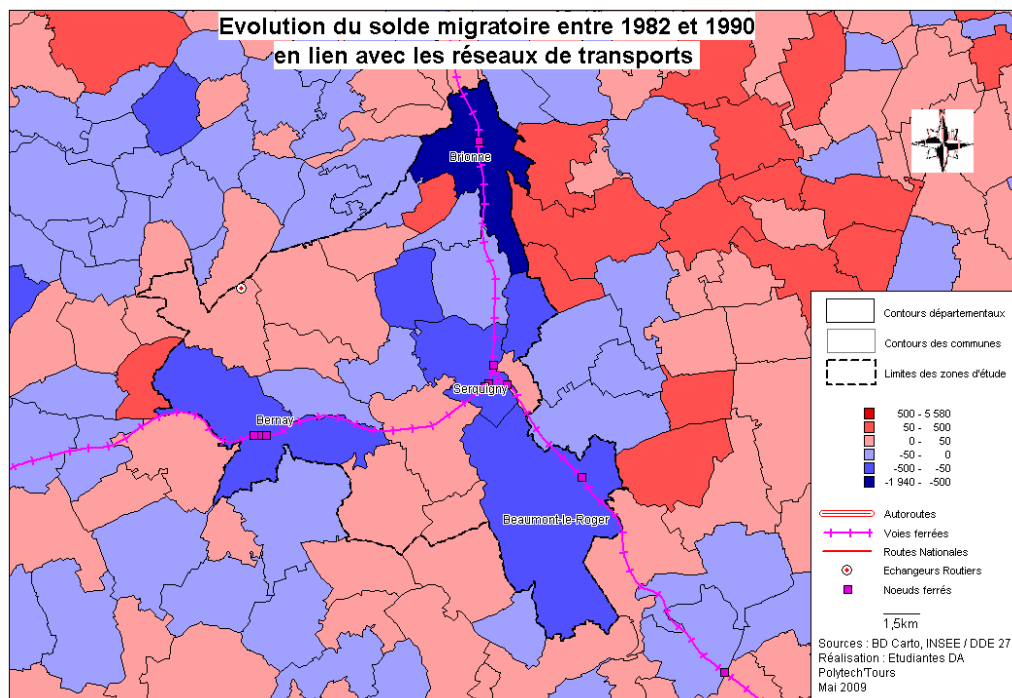 Evolution du solde migratoire entre 1982 et 1990
en lien avec les réseaux de transports
Brionne
Serquigny
Bernay
Beaumont-le-Roger
Contours départementaux
Contours des communes
Limites des zones d'étude
500 - 5 580
50 - 500
0 - 50
-50 - 0
-500 - -50
-1 940 - -500
Autoroutes
Voies ferrées
Routes Nationales
Echangeurs Routiers
Noeuds ferrés
1,5km
Sources : BD Carto, INSEE / DDE 27
Réalisation : Etudiantes DA
Polytech'Tours
Mai 2009